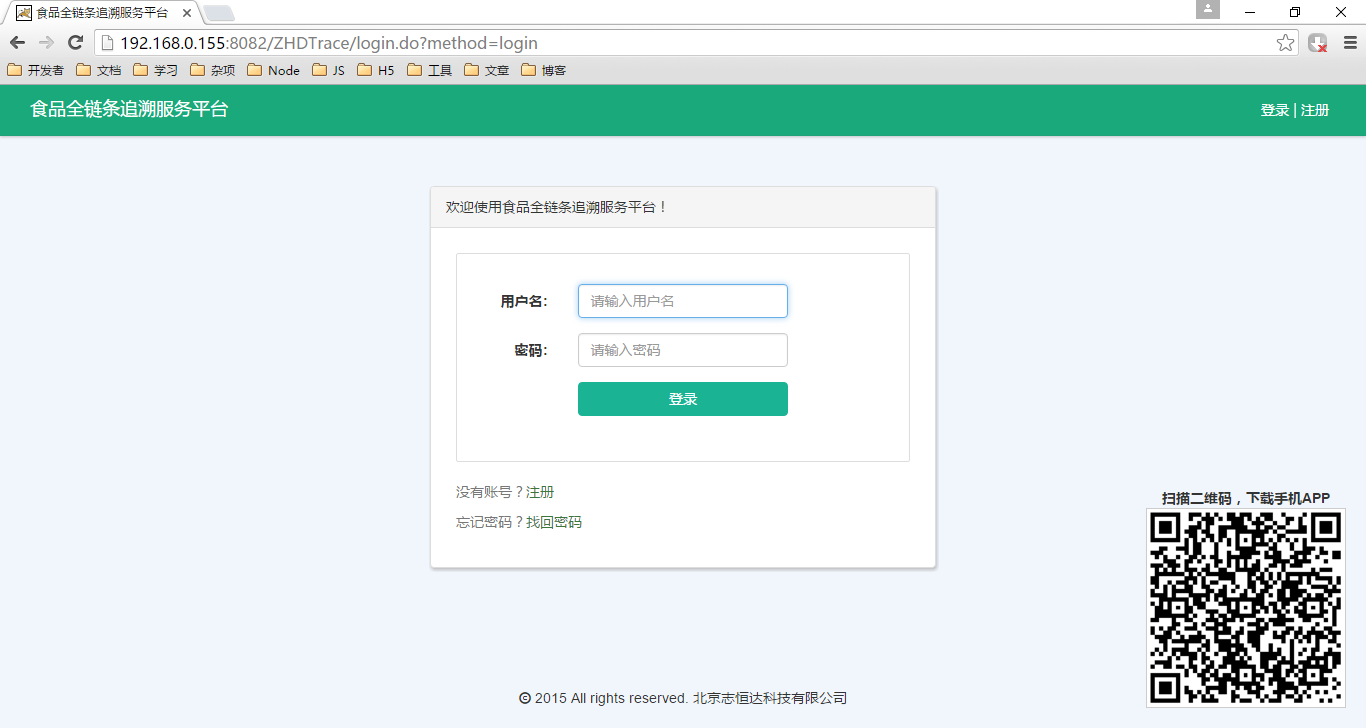 食品全链条追溯服务平台
192.168.0.155:8082/ZHDTrace/login.do?method=login
开发者 文档 学习 杂项 Node JS H5 工具 文章 博客
食品全链条追溯服务平台 登录 | 注册
欢迎使用食品全链条追溯服务平台！
用户名： 请输入用户名
密码： 请输入密码
登录
没有账号？注册
忘记密码？找回密码
扫描二维码，下载手机APP
© 2015 All rights reserved. 北京志恒达科技有限公司